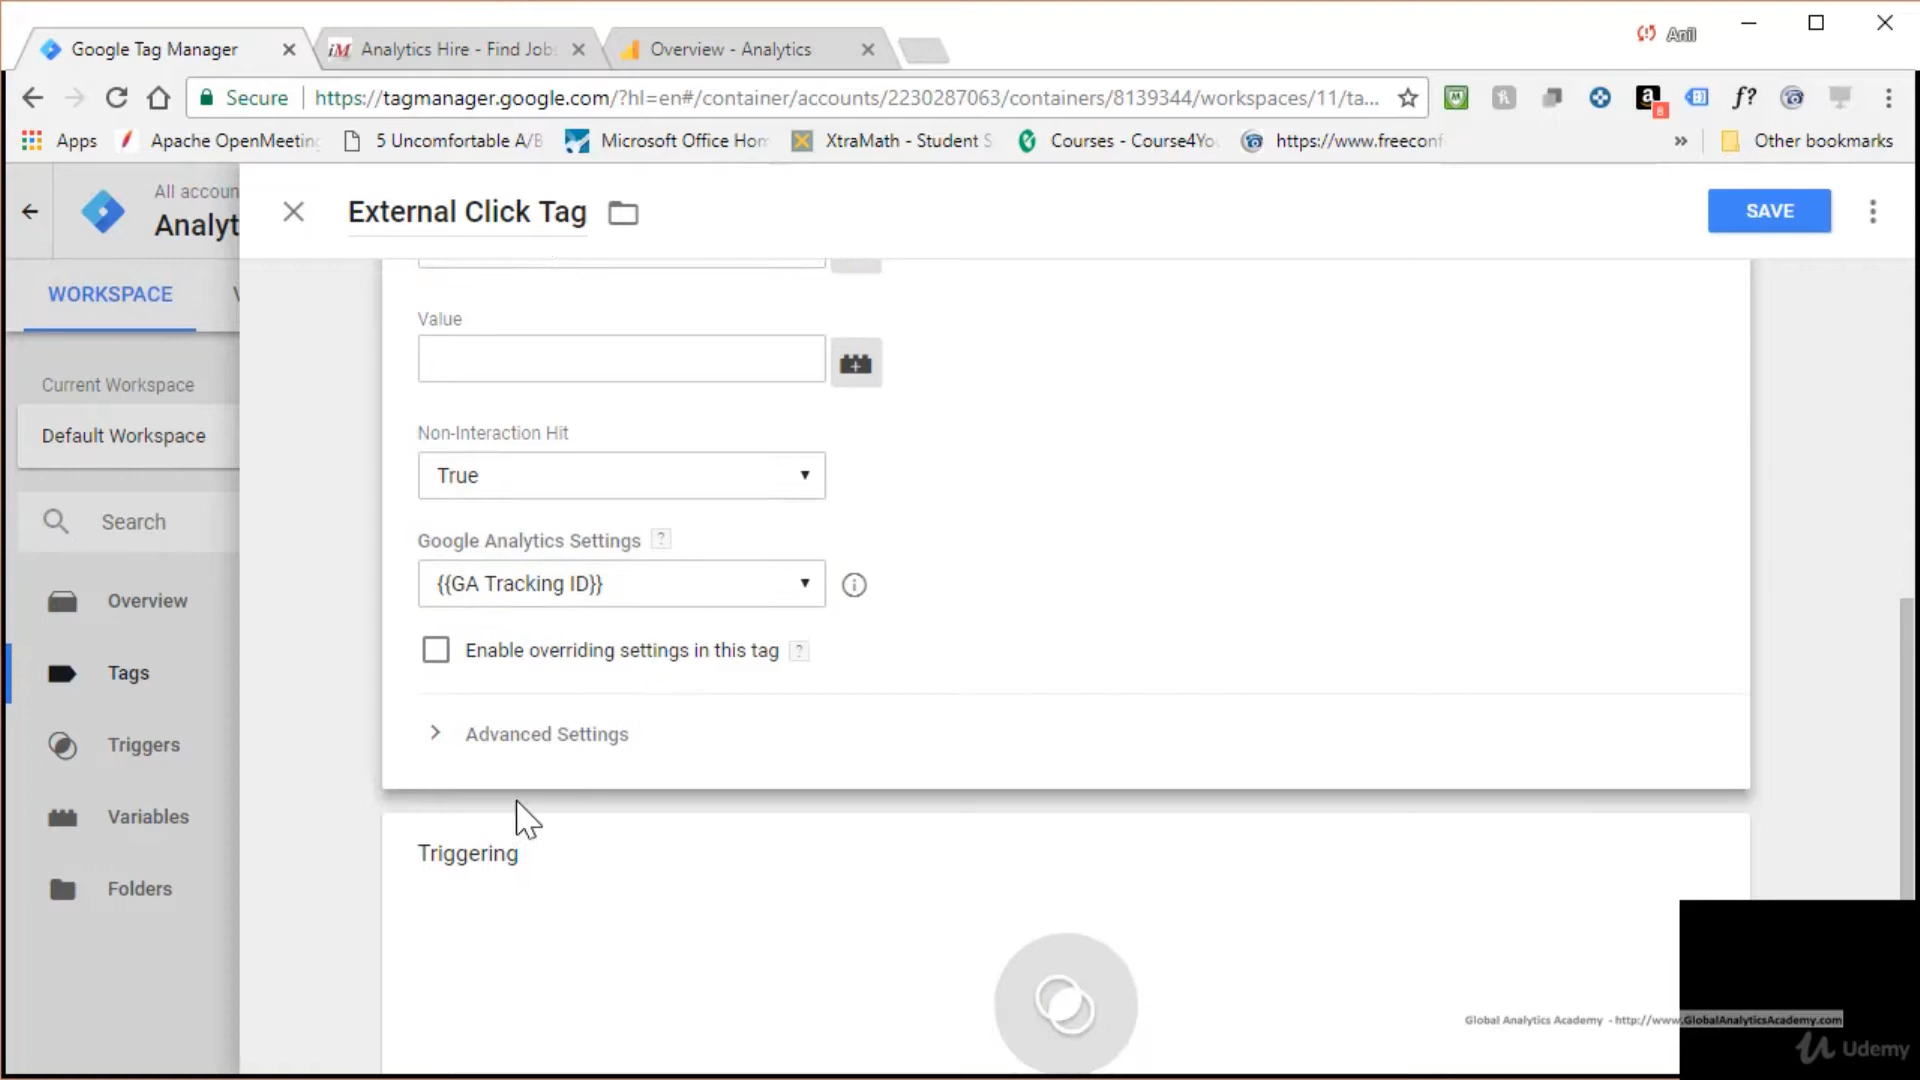 Google Tag Manager
iM Analytics Hire - Find Job
Overview - Analytics
Anil
Secure
https://tagmanager.google.com/?hl=en#/container/accounts/2230287063/containers/8139344/workspaces/11/ta...
a
8
f?
Apps
Apache OpenMeeting
5 Uncomfortable A/B
Microsoft Office Hom
XtraMath - Student S
Courses - Course4Yo
https://www.freeconf
»
Other bookmarks
All accoun
Analyt
External Click Tag
SAVE
WORKSPACE
Value
Current Workspace
Default Workspace
Non-Interaction Hit
True
Search
Google Analytics Settings ?
{{GA Tracking ID}}
Overview
Enable overriding settings in this tag ?
Tags
Advanced Settings
Triggers
Variables
Triggering
Folders
Global Analytics Academy - http://www.GlobalAnalyticsAcademy.com
Udemy